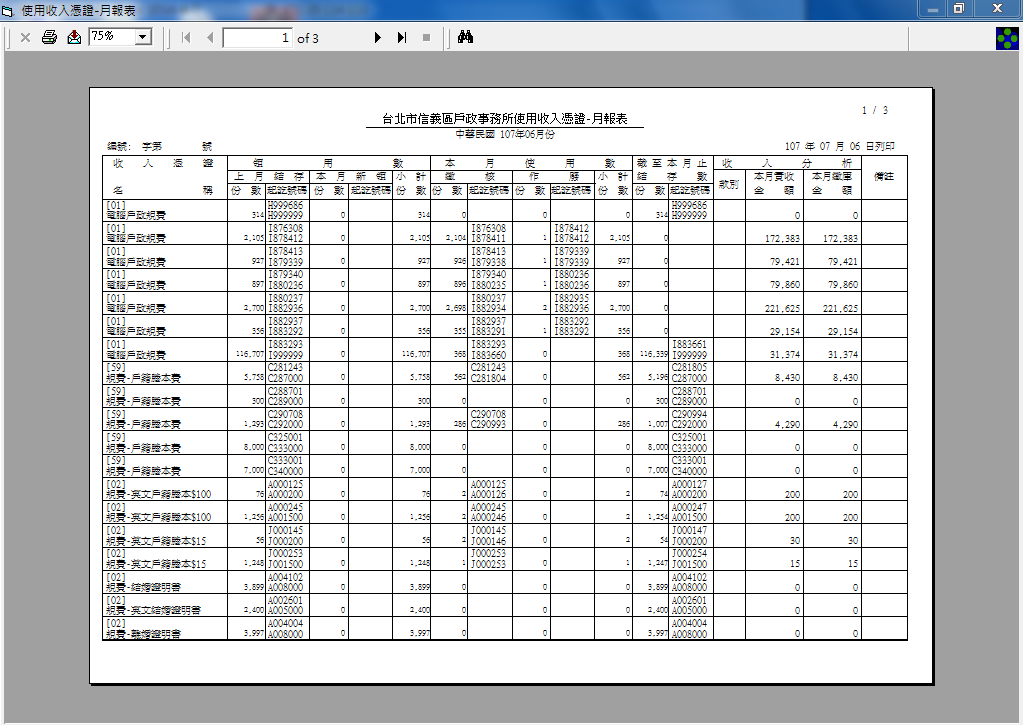 使用收入憑證-月報表
75% 1 of 3
1 / 3
台北市信義區戶政事務所使用收入憑證-月報表
中華民國 107年06月份
編號: 字第 號 107 年 07 月 06 日列印
收 入 憑 證 領 用 數 本 月 使 用 數 截 至 本 月 止 收 入 分 析 備註
上 月 結 存 本 月 新 領 小 計 繳 核 作 廢 小 計 結 存 數 款別 本月實收 本月繳庫
名 稱 份 數 起訖號碼 份 數 起訖號碼 份 數 份 數 起訖號碼 份 數 起訖號碼 份 數 份 數 起訖號碼 金 額 金 額
[01] H999686 H999686
電腦戶政規費 314 H999999 0 314 0 0 0 314 H999999 0 0
[01] I876308 I876308 I878412
電腦戶政規費 2,105 I878412 0 2,105 2,104 I878411 1 I878412 2,105 0 172,383 172,383
[01] I878413 I878413 I879339
電腦戶政規費 927 I879339 0 927 926 I879338 1 I879339 927 0 79,421 79,421
[01] I879340 I879340 I880236
電腦戶政規費 897 I880236 0 897 896 I880235 1 I880236 897 0 79,860 79,860
[01] I880237 I880237 I882935
電腦戶政規費 2,700 I882936 0 2,700 2,698 I882934 2 I882936 2,700 0 221,625 221,625
[01] I882937 I882937 I883292
電腦戶政規費 356 I883292 0 356 355 I883291 1 I883292 356 0 29,154 29,154
[01] I883293 I883293 I883661
電腦戶政規費 116,707 I999999 0 116,707 368 I883660 0 368 116,339 I999999 31,374 31,374
[59] C281243 C281243 C281805
規費-戶籍謄本費 5,758 C287000 0 5,758 562 C281804 0 562 5,196 C287000 8,430 8,430
[59] C288701 C288701
規費-戶籍謄本費 300 C289000 0 300 0 0 0 300 C289000 0 0
[59] C290708 C290708 C290994
規費-戶籍謄本費 1,293 C292000 0 1,293 286 C290993 0 286 1,007 C292000 4,290 4,290
[59] C325001 C325001
規費-戶籍謄本費 8,000 C333000 0 8,000 0 0 0 8,000 C333000 0 0
[59] C333001 C333001
規費-戶籍謄本費 7,000 C340000 0 7,000 0 0 0 7,000 C340000 0 0
[02] A000125 A000125 A000127
規費-英文戶籍謄本$100 76 A000200 0 76 2 A000126 0 2 74 A000200 200 200
[02] A000245 A000245 A000247
規費-英文戶籍謄本$100 1,256 A001500 0 1,256 2 A000246 0 2 1,254 A001500 200 200
[02] J000145 J000145 J000147
規費-英文戶籍謄本$15 56 J000200 0 56 2 J000146 0 2 54 J000200 30 30
[02] J000253 J000253 J000254
規費-英文戶籍謄本$15 1,248 J001500 0 1,248 1 J000253 0 1 1,247 J001500 15 15
[02] A004102 A004102
規費-結婚證明書 3,899 A008000 0 3,899 0 0 0 3,899 A008000 0 0
[02] A002601 A002601
規費-英文結婚證明書 2,400 A005000 0 2,400 0 0 0 2,400 A005000 0 0
[02] A004004 A004004
規費-離婚證明書 3,997 A008000 0 3,997 0 0 0 3,997 A008000 0 0